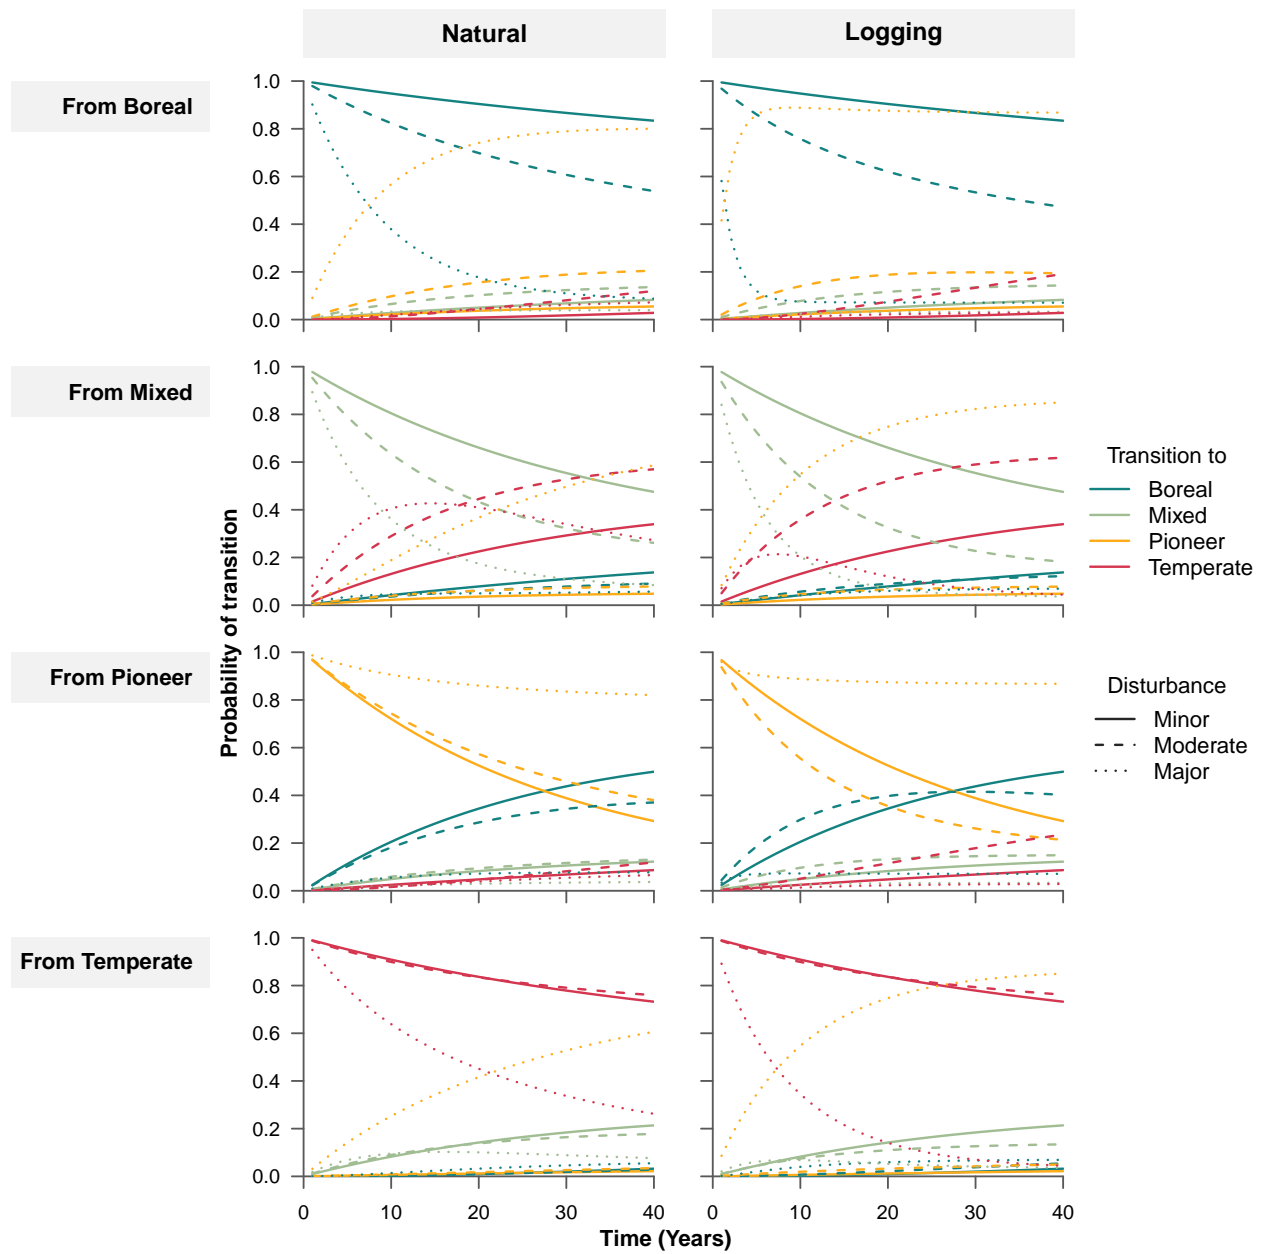 Natural
Logging
From Boreal
1.0
0.8
0.6
0.4
0.2
0.0
From Mixed
1.0
0.8
0.6
0.4
0.2
0.0
From Pioneer
1.0
0.8
0.6
0.4
0.2
0.0
From Temperate
1.0
0.8
0.6
0.4
0.2
0.0
Probability of transition
0 10 20 30 40
0 10 20 30 40
Time (Years)
Transition to
Boreal
Mixed
Pioneer
Temperate
Disturbance
Minor
Moderate
Major